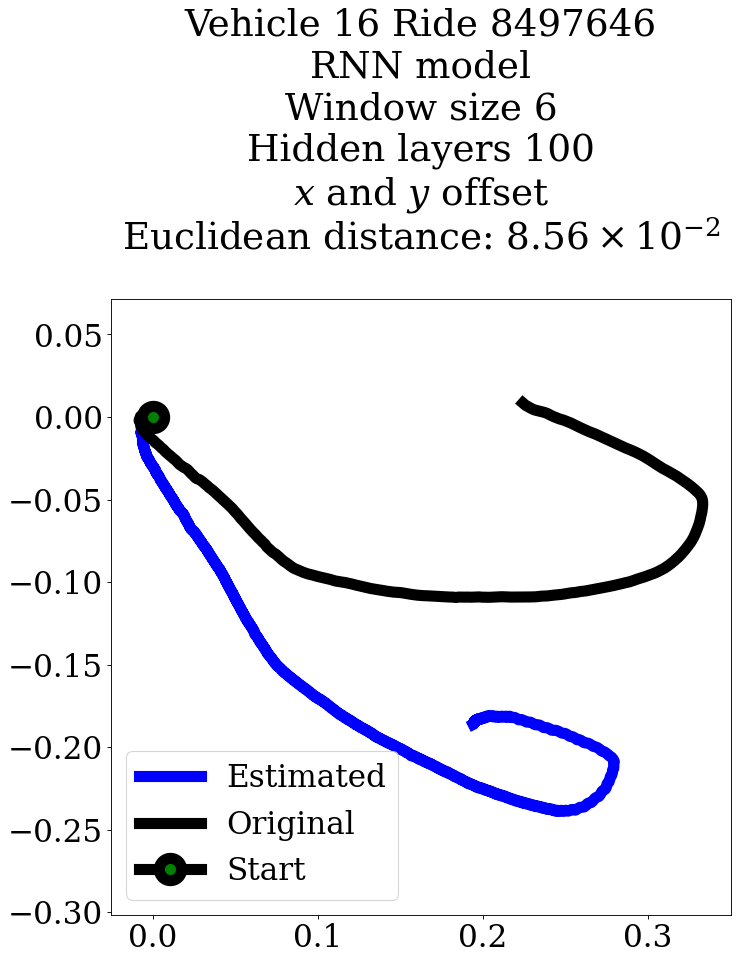 Vehicle 16 Ride 8497646
RNN model
Window size 6
Hidden layers 100
x and y offset
Euclidean distance: 8.56 × 10⁻²
0.05
0.00
−0.05
−0.10
−0.15
−0.20
−0.25
−0.30
Estimated
Original
Start
0.0 0.1 0.2 0.3